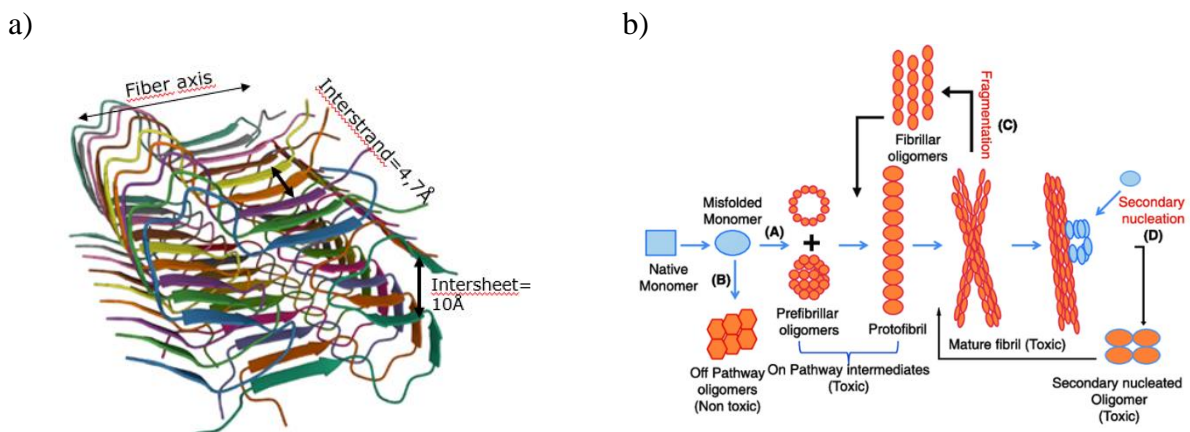 a)
Fiber axis
Interstrand=4,7Å
Intersheet=
10Å
b)
Native
Monomer
Misfolded
Monomer
(A)
(B)
Off Pathway
oligomers
(Non toxic)
Prefibrillar
oligomers
Protofibril
On Pathway intermediates
(Toxic)
Fibrillar
oligomers
Fragmentation
(C)
Mature fibril (Toxic)
Secondary
nucleation
(D)
Secondary nucleated
Oligomer
(Toxic)